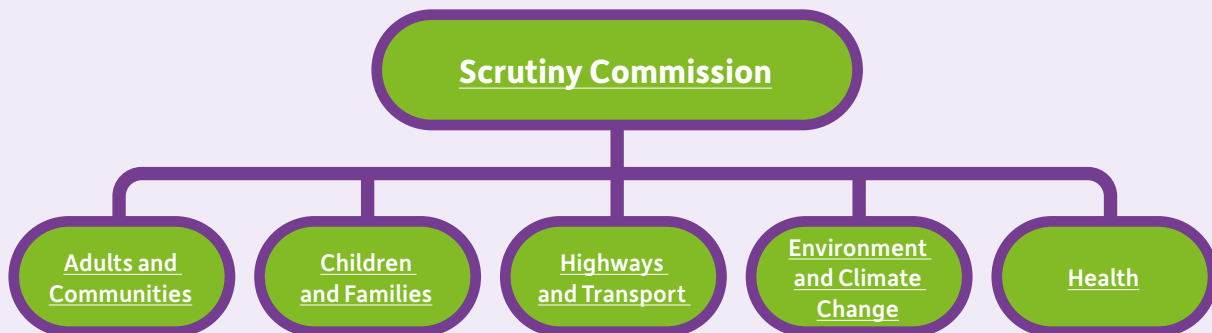 Scrutiny Commission
Adults and
Communities
Children
and Families
Highways
and Transport
Environment
and Climate
Change
Health